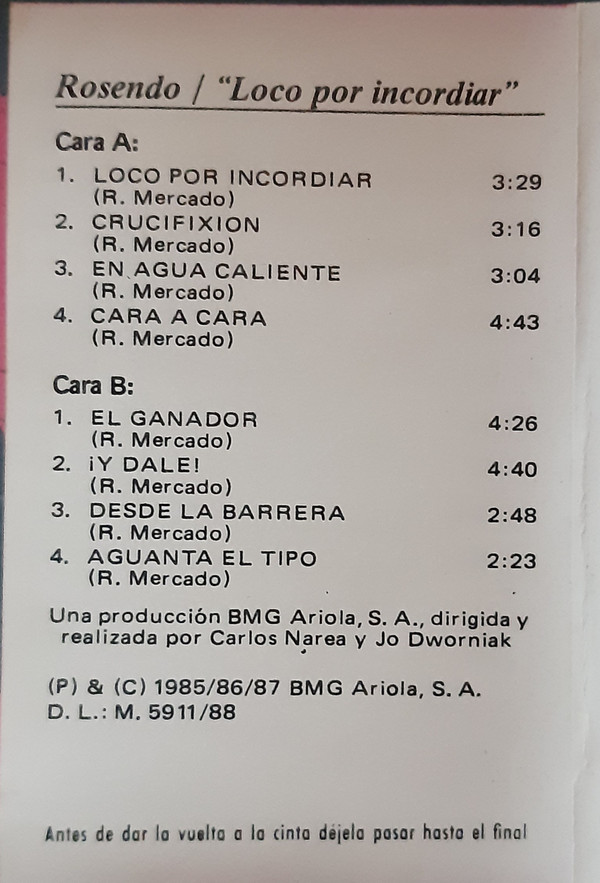 Rosendo / "Loco por incordiar"
Cara A:
1. LOCO POR INCORDIAR 3:29
(R. Mercado)
2. CRUCIFIXION 3:16
(R. Mercado)
3. EN AGUA CALIENTE 3:04
(R. Mercado)
4. CARA A CARA 4:43
(R. Mercado)
Cara B:
1. EL GANADOR 4:26
(R. Mercado)
2. ¡Y DALE! 4:40
(R. Mercado)
3. DESDE LA BARRERA 2:48
(R. Mercado)
4. AGUANTA EL TIPO 2:23
(R. Mercado)
Una producción BMG Ariola, S. A., dirigida y
realizada por Carlos Narea y Jo Dworniak
(P) & (C) 1985/86/87 BMG Ariola, S. A.
D. L.: M. 5911/88
Antes de dar la vuelta a la cinta déjela pasar hasta el final